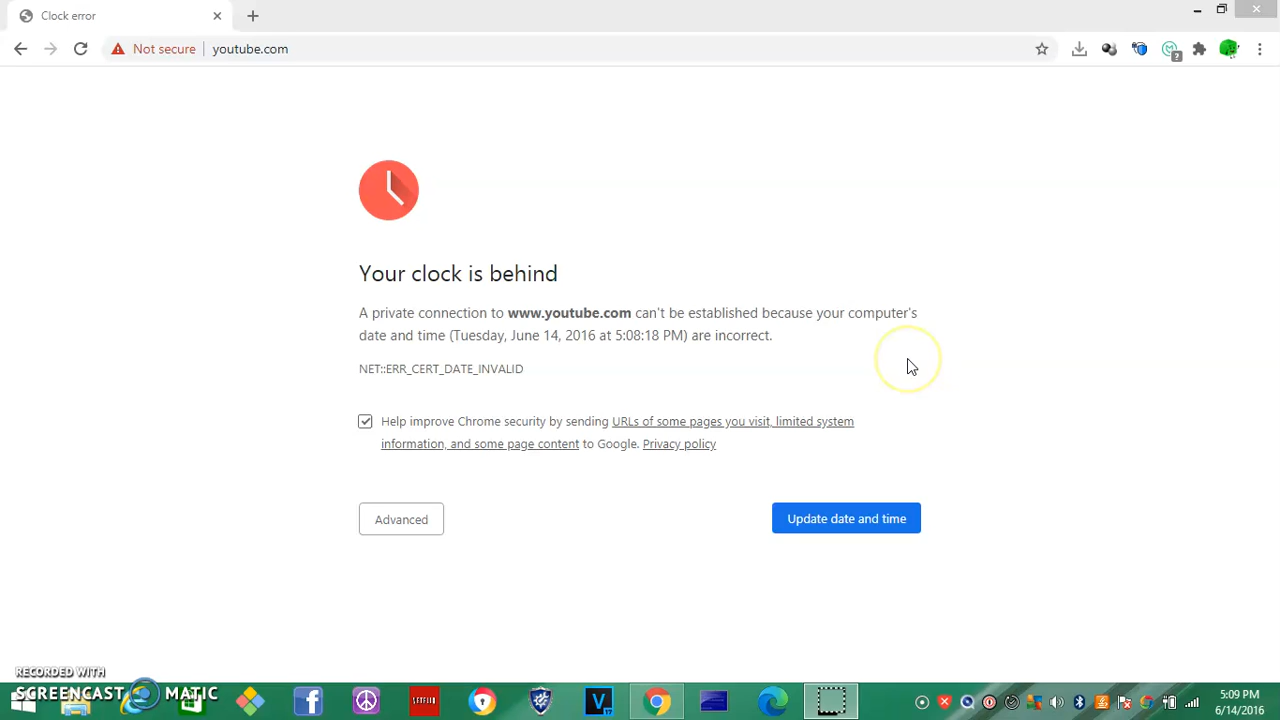 Clock error
Not secure
youtube.com
?
Your clock is behind
A private connection to www.youtube.com can't be established because your computer's
date and time (Tuesday, June 14, 2016 at 5:08:18 PM) are incorrect.
NET::ERR_CERT_DATE_INVALID
Help improve Chrome security by sending URLs of some pages you visit, limited system
information, and some page content to Google. Privacy policy
Advanced
Update date and time
RECORDED WITH
SCREENCAST MATIC
NETFLIX
V
17
5:09 PM
6/14/2016